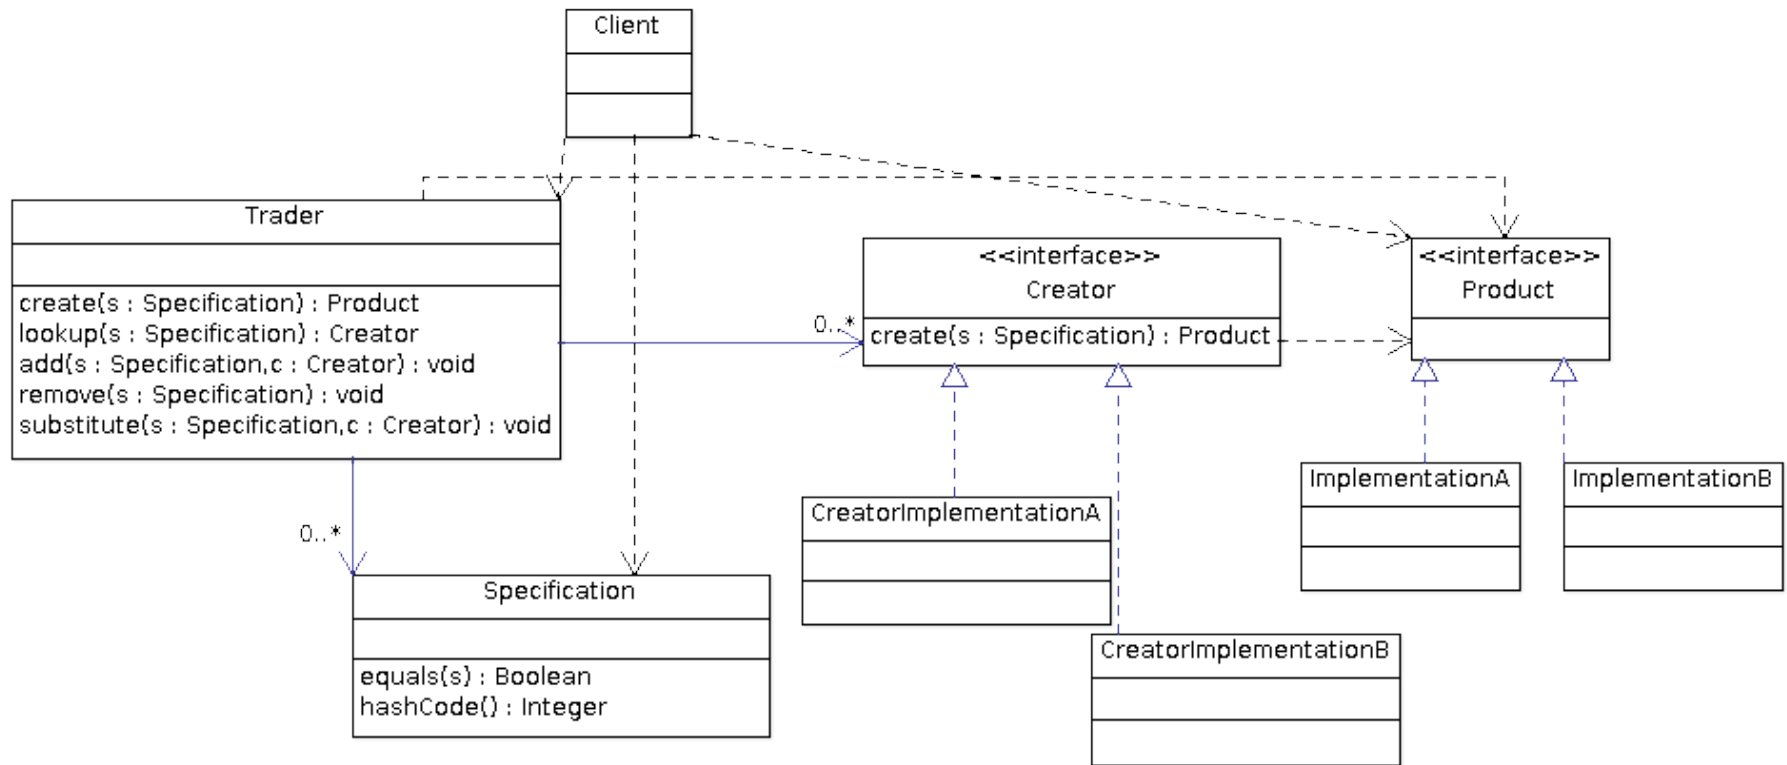 Client
Trader
create(s : Specification) : Product
lookup(s : Specification) : Creator
add(s : Specification,c : Creator) : void
remove(s : Specification) : void
substitute(s : Specification,c : Creator) : void
0..*
<<interface>>
Creator
create(s : Specification) : Product
<<interface>>
Product
CreatorImplementationA
ImplementationA
ImplementationB
0..*
Specification
equals(s) : Boolean
hashCode() : Integer
CreatorImplementationB